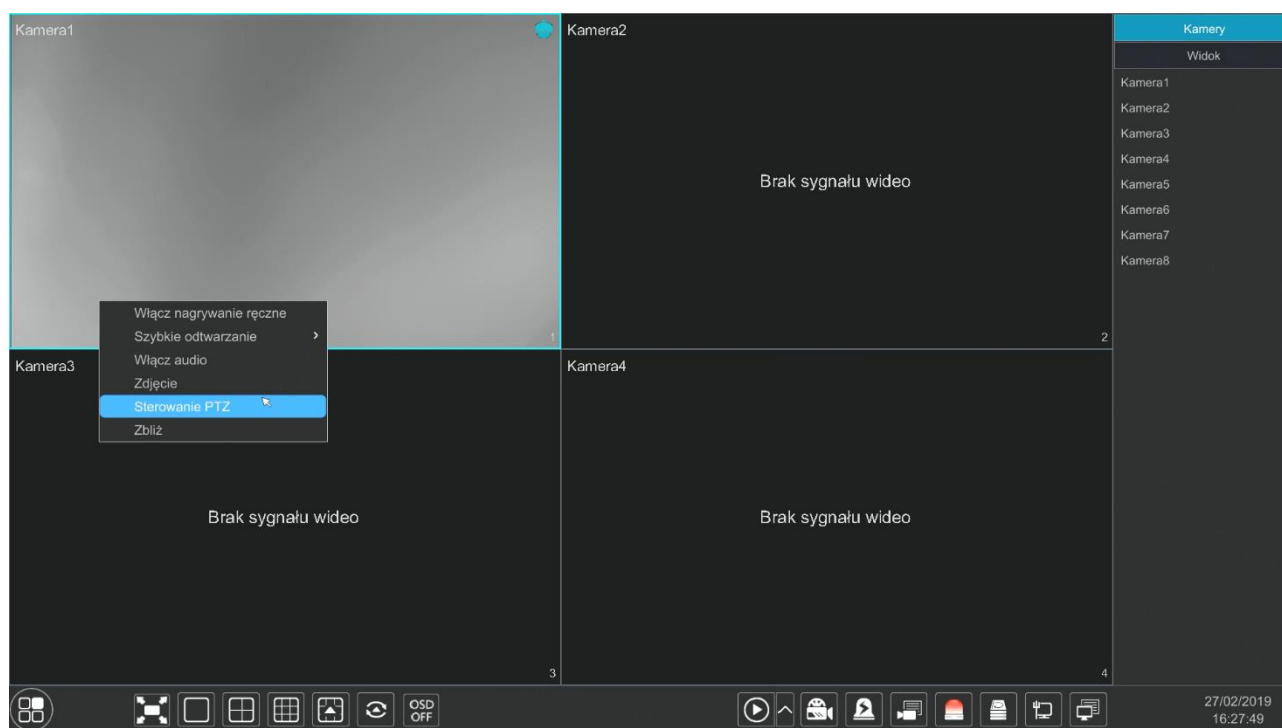 Kamera1
Kamera2
Brak sygnału wideo
1
2
Włącz nagrywanie ręczne
Szybkie odtwarzanie
Włącz audio
Zdjęcie
Sterowanie PTZ
Zbliż
Kamera3
Brak sygnału wideo
3
Kamera4
Brak sygnału wideo
4
Kamery
Widok
Kamera1
Kamera2
Kamera3
Kamera4
Kamera5
Kamera6
Kamera7
Kamera8
OSD
OFF
27/02/2019
16:27:49